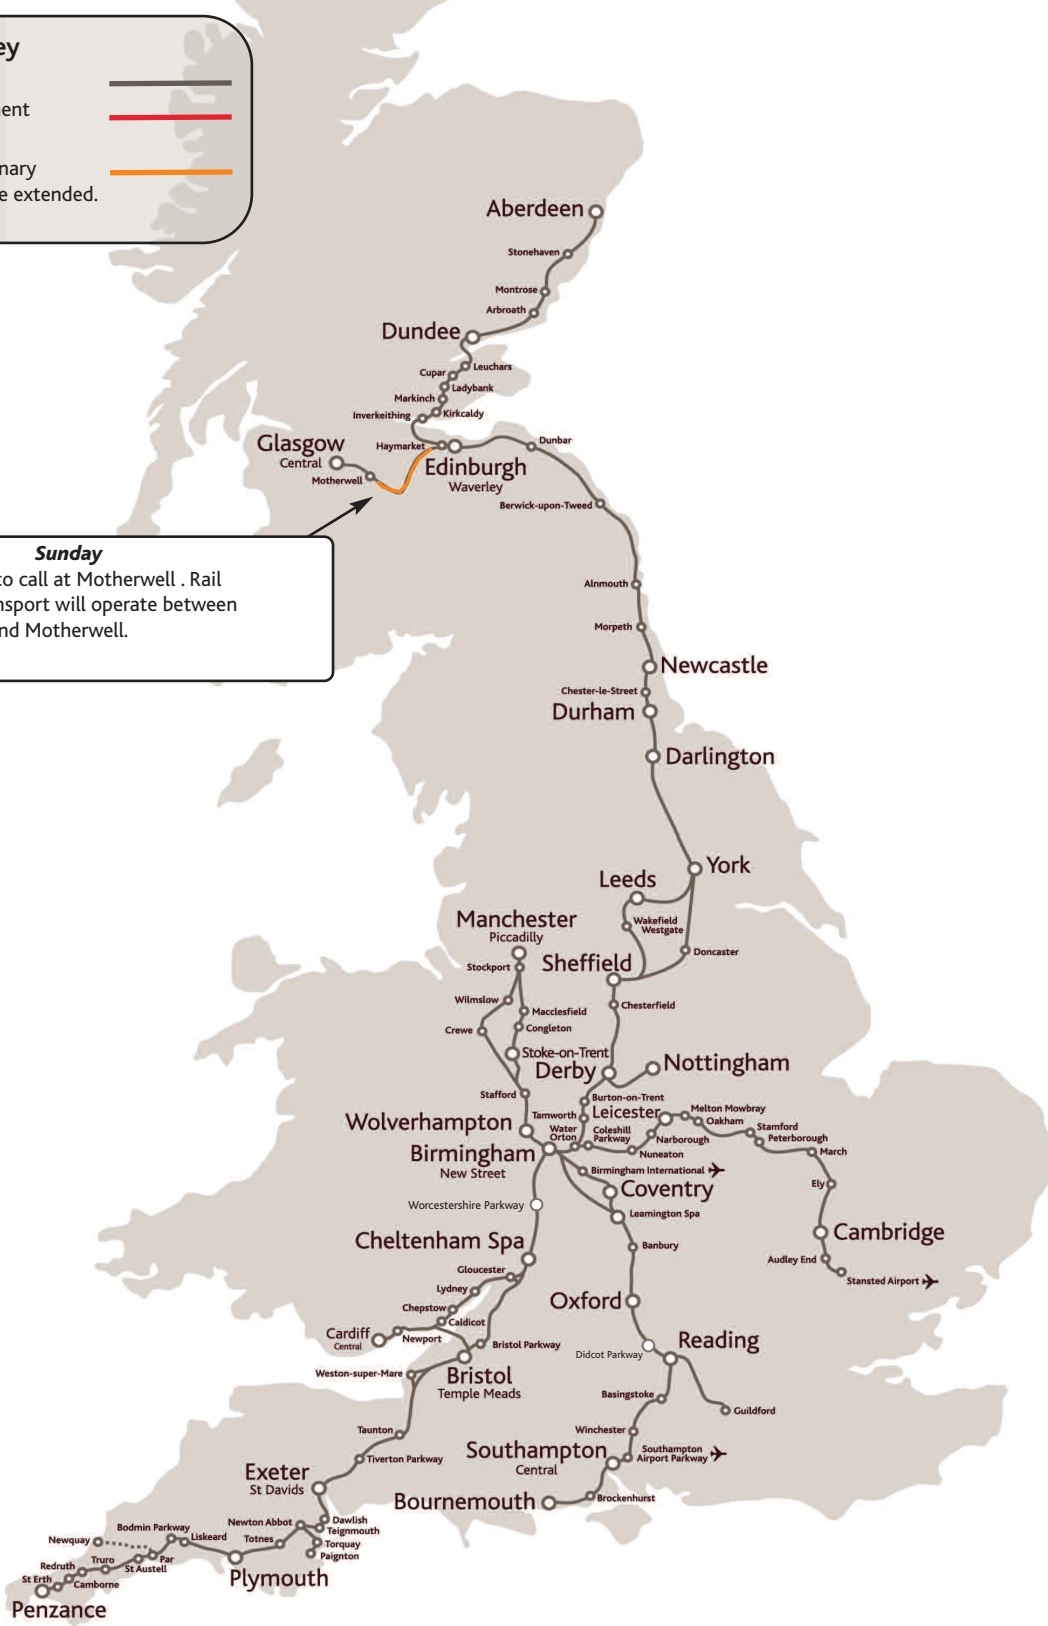 ey
ent
nary
e extended.
Aberdeen
Stonehaven
Montrose
Arbroath
Dundee
Leuchars
Cupar
Ladybank
Markinch
Kirkcaldy
Inverkeithing
Haymarket
Dunbar
Glasgow
Central
Motherwell
Edinburgh
Waverley
Berwick-upon-Tweed
Sunday
to call at Motherwell . Rail
nsport will operate between
nd Motherwell.
Alnmouth
Morpeth
Newcastle
Chester-le-Street
Durham
Darlington
York
Leeds
Wakefield
Westgate
Manchester
Piccadilly
Doncaster
Stockport
Sheffield
Wilmslow
Chesterfield
Macclesfield
Crewe
Congleton
Stoke-on-Trent
Derby
Nottingham
Stafford
Burton-on-Trent
Tamworth
Leicester
Melton Mowbray
Oakham
Wolverhampton
Water
Orton
Coleshill
Parkway
Narborough
Stamford
Peterborough
Birmingham
New Street
Nuneaton
March
Birmingham International
Ely
Coventry
Worcestershire Parkway
Leamington Spa
Cheltenham Spa
Banbury
Cambridge
Audley End
Gloucester
Stansted Airport
Lydney
Oxford
Chepstow
Caldicot
Cardiff
Central
Newport
Bristol Parkway
Didcot Parkway
Reading
Weston-super-Mare
Bristol
Temple Meads
Basingstoke
Guildford
Taunton
Winchester
Tiverton Parkway
Southampton
Central
Southampton
Airport Parkway
Exeter
St Davids
Bournemouth
Brockenhurst
Newton Abbot
Dawlish
Teignmouth
Bodmin Parkway
Liskeard
Totnes
Torquay
Paignton
Newquay
Par
Truro
St Austell
Redruth
Camborne
St Erth
Plymouth
Penzance